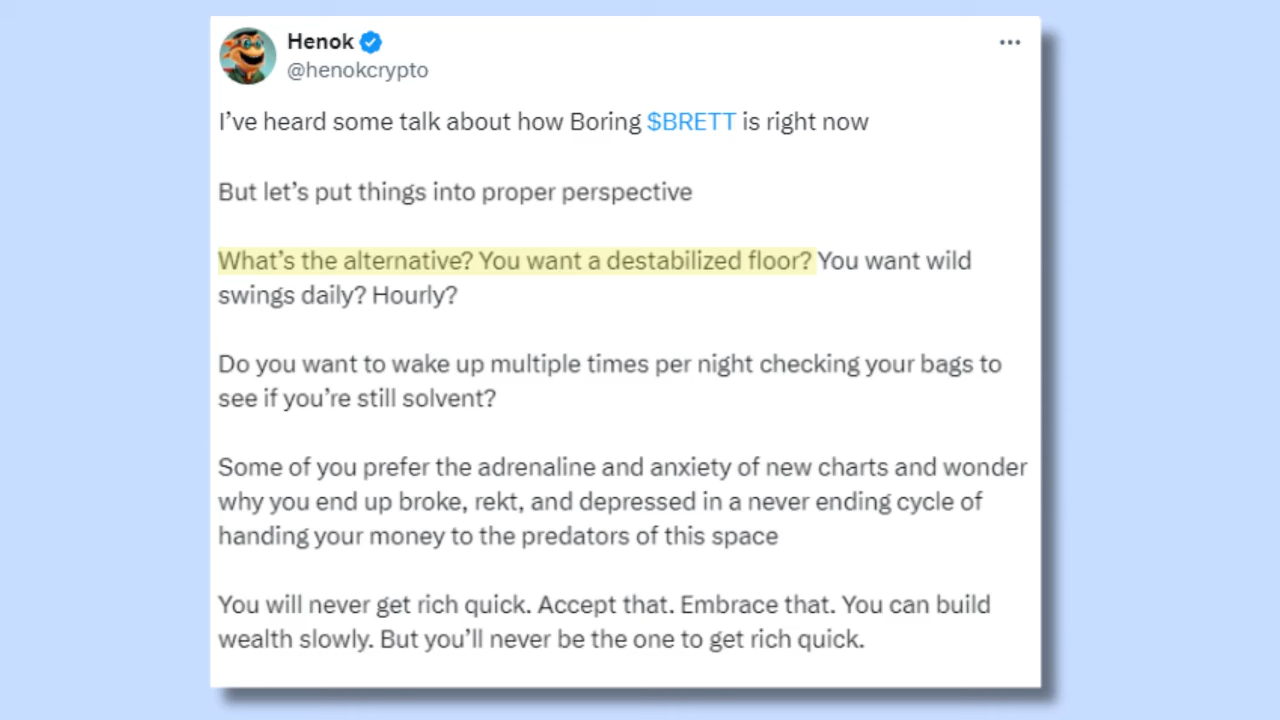 Henok
@henokcrypto
I’ve heard some talk about how Boring $BRETT is right now
But let’s put things into proper perspective
What’s the alternative? You want a destabilized floor? You want wild
swings daily? Hourly?
Do you want to wake up multiple times per night checking your bags to
see if you’re still solvent?
Some of you prefer the adrenaline and anxiety of new charts and wonder
why you end up broke, rekt, and depressed in a never ending cycle of
handing your money to the predators of this space
You will never get rich quick. Accept that. Embrace that. You can build
wealth slowly. But you’ll never be the one to get rich quick.